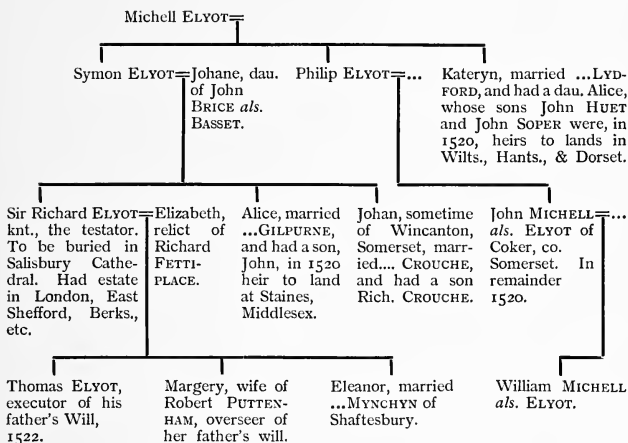 Michell ELYOT=
Symon ELYOT=Johane, dau.
of John
BRICE als.
BASSET.
Philip ELYOT=...
Kateryn, married ...LYD-
FORD, and had a dau. Alice,
whose sons John HUET
and John SOPER were, in
1520, heirs to lands in
Wilts., Hants., & Dorset.
Sir Richard ELYOT=
knt., the testator.
To be buried in
Salisbury Cathe-
dral. Had estate
in London, East
Shefford, Berks.,
etc.
Elizabeth,
relict of
Richard
FETTI-
PLACE.
Alice, married
...GILPURNE,
and had a son,
John, in 1520
heir to land
at Staines,
Middlesex.
Johan, sometime
of Wincanton,
Somerset, mar-
ried.... CROUCHE,
and had a son
Rich. CROUCHE.
John MICHELL=...
als. ELYOT of
Coker, co.
Somerset. In
remainder
1520.
Thomas ELYOT,
executor of his
father's Will,
1522.
Margery, wife of
Robert PUTTEN-
HAM, overseer of
her father's will.
Eleanor, married
...MYNCHYN of
Shaftesbury.
William MICHELL
als. ELYOT.